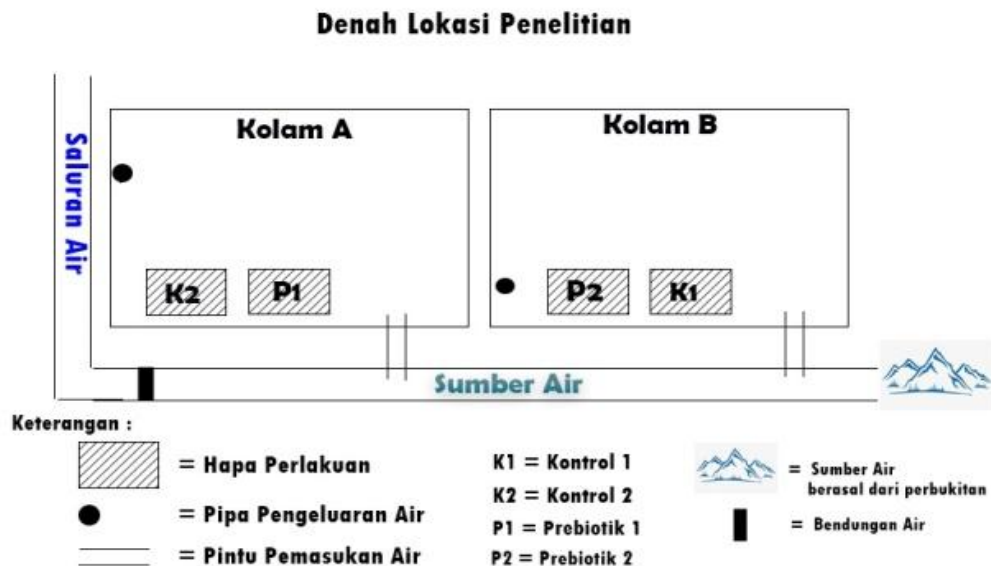 Denah Lokasi Penelitian
Saluran Air
Kolam A
Kolam B
K2
P1
P2
K1
Sumber Air
Keterangan :
= Hapa Perlakuan
= Pipa Pengeluaran Air
= Pintu Pemasukan Air
K1 = Kontrol 1
K2 = Kontrol 2
P1 = Prebiotik 1
P2 = Prebiotik 2
= Sumber Air
berasal dari perbukitan
= Bendungan Air